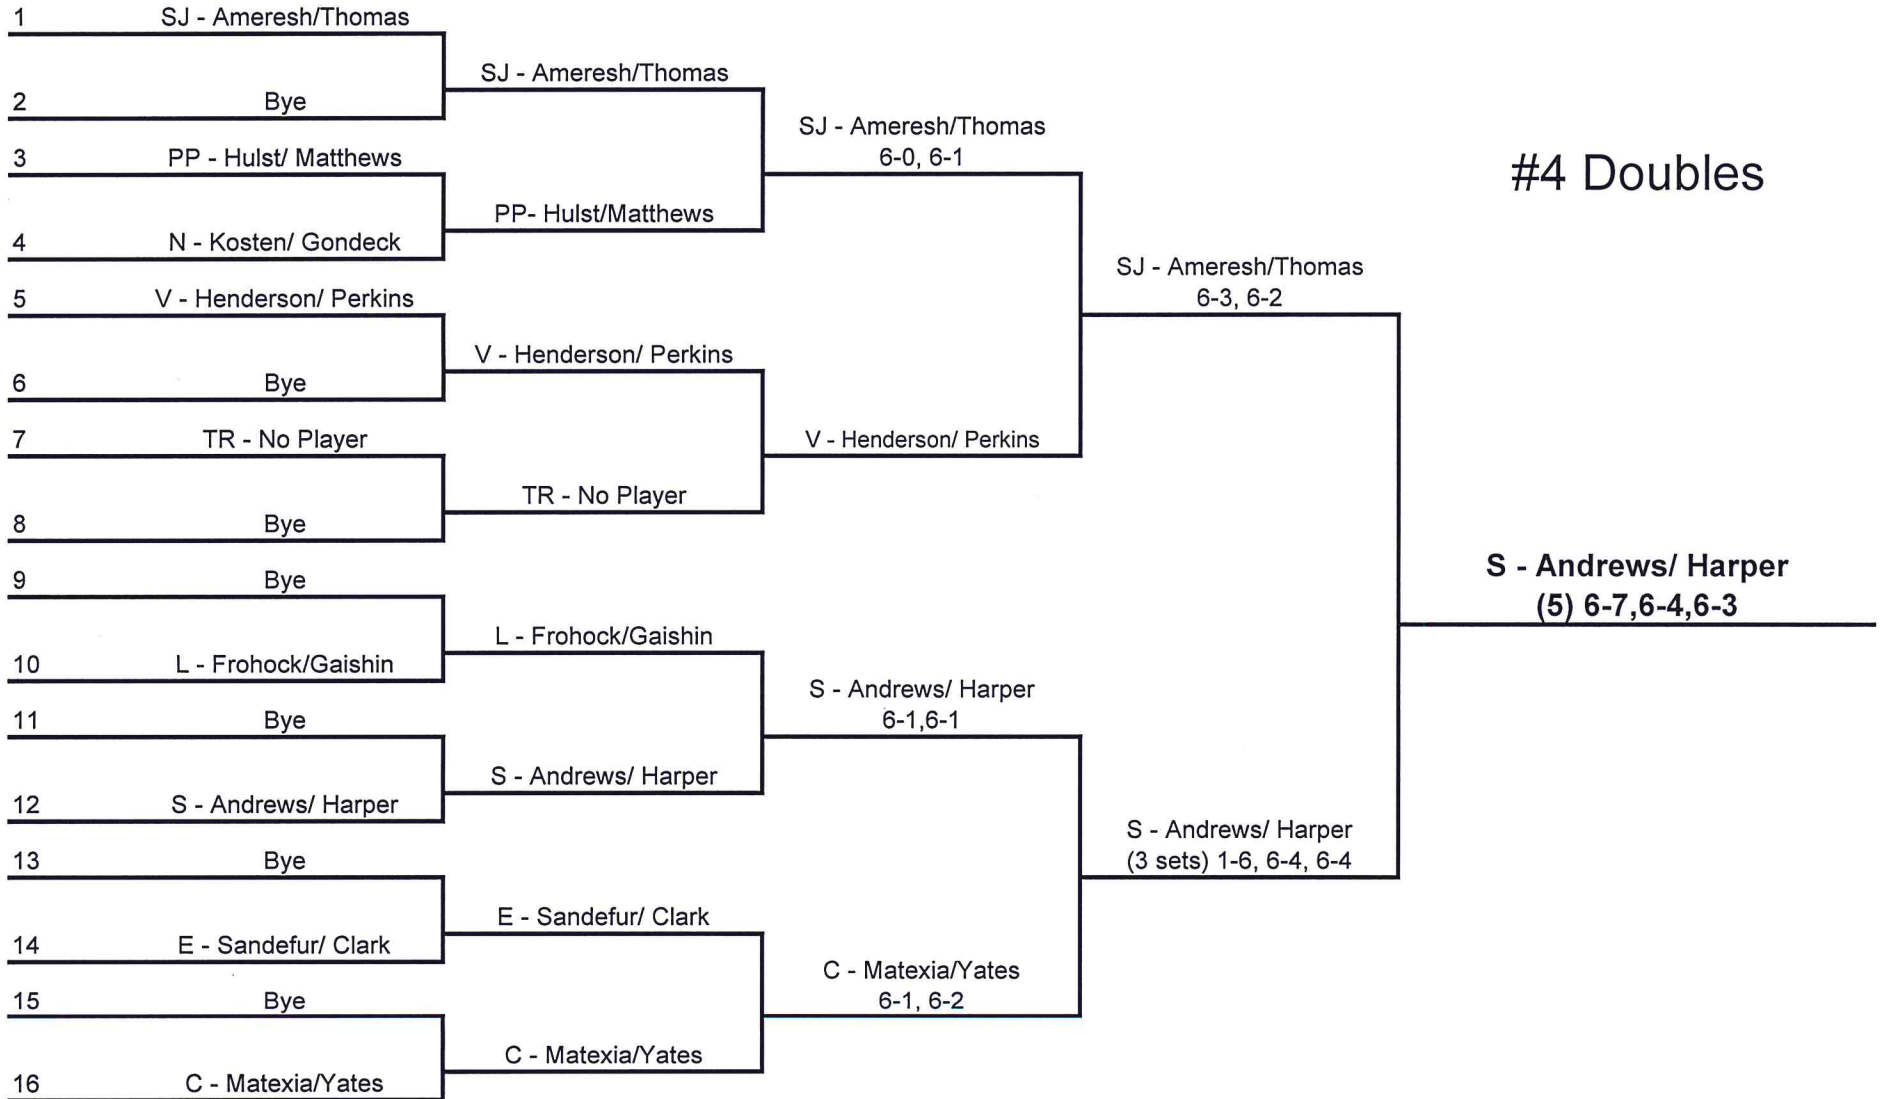 1 SJ - Ameresh/Thomas
2 Bye
3 PP - Hulst/ Matthews
4 N - Kosten/ Gondeck
5 V - Henderson/ Perkins
6 Bye
7 TR - No Player
8 Bye
9 Bye
10 L - Frohock/Gaishin
11 Bye
12 S - Andrews/ Harper
13 Bye
14 E - Sandefur/ Clark
15 Bye
16 C - Matexia/Yates
SJ - Ameresh/Thomas
PP- Hulst/Matthews
V - Henderson/ Perkins
TR - No Player
L - Frohock/Gaishin
S - Andrews/ Harper
E - Sandefur/ Clark
C - Matexia/Yates
SJ - Ameresh/Thomas
6-0, 6-1
V - Henderson/ Perkins
S - Andrews/ Harper
6-1,6-1
C - Matexia/Yates
6-1, 6-2
SJ - Ameresh/Thomas
6-3, 6-2
S - Andrews/ Harper
(3 sets) 1-6, 6-4, 6-4
#4 Doubles
S - Andrews/ Harper
(5) 6-7,6-4,6-3